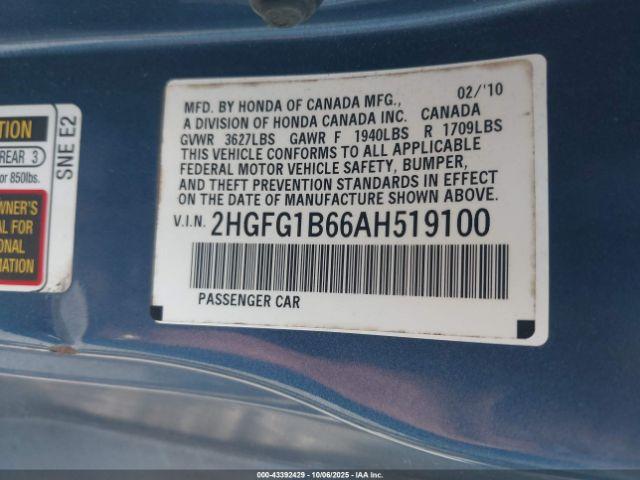 02/'10
MFD. BY HONDA OF CANADA MFG.,
A DIVISION OF HONDA CANADA INC. CANADA
GVWR 3627LBS GAWR F 1940LBS R 1709LBS
THIS VEHICLE CONFORMS TO ALL APPLICABLE
FEDERAL MOTOR VEHICLE SAFETY, BUMPER,
AND THEFT PREVENTION STANDARDS IN EFFECT
ON THE DATE OF MANUFACTURE SHOWN ABOVE.
V.I.N. 2HGFG1B66AH519100
PASSENGER CAR
TION
REAR 3
or 850lbs.
SNE E2
WNER'S
AL FOR
ONAL
MATION
00-43392429 - 10/06/2025 - IAA Inc.